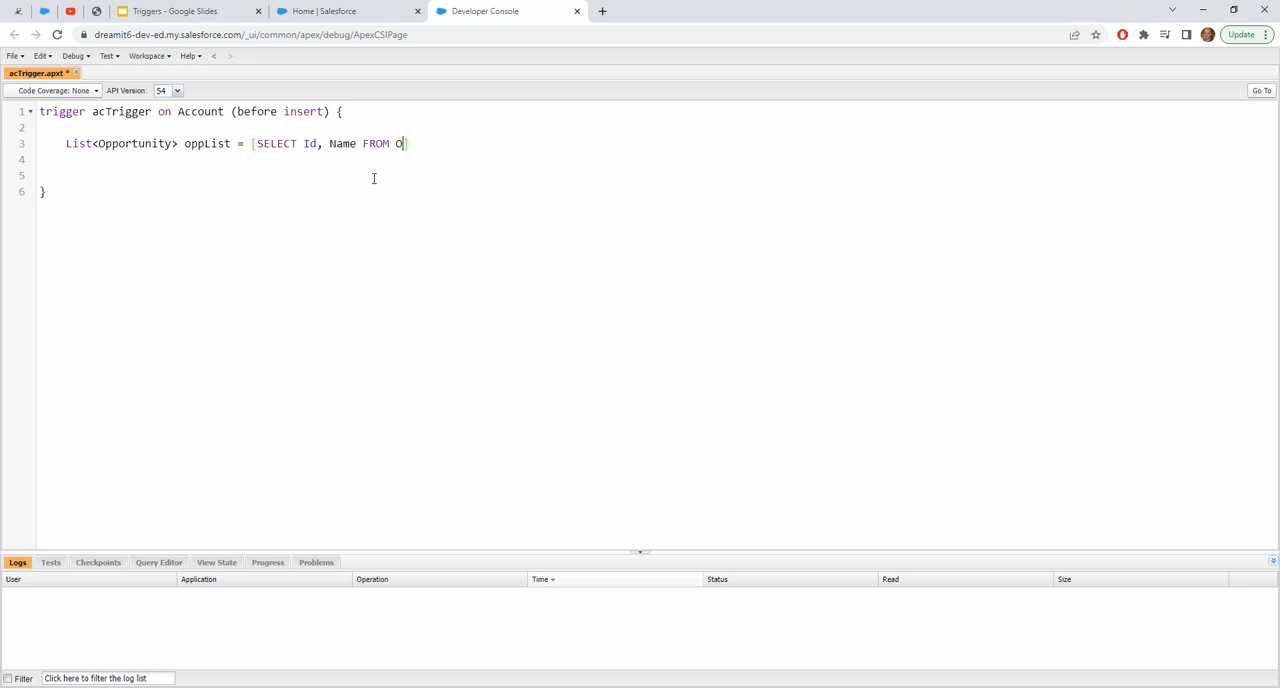 Triggers - Google Slides
Home | Salesforce
Developer Console
dreamit6-dev-ed.my.salesforce.com/_ui/common/apex/debug/ApexCSIPage
Update
File Edit Debug Test Workspace Help < >
acTrigger.apxt *
Code Coverage: None API Version: 54 Go To
1 trigger acTrigger on Account (before insert) {
2
3 List<Opportunity> oppList = [SELECT Id, Name FROM O]
4
5
6 }
Logs Tests Checkpoints Query Editor View State Progress Problems
User Application Operation Time Status Read Size
Filter Click here to filter the log list